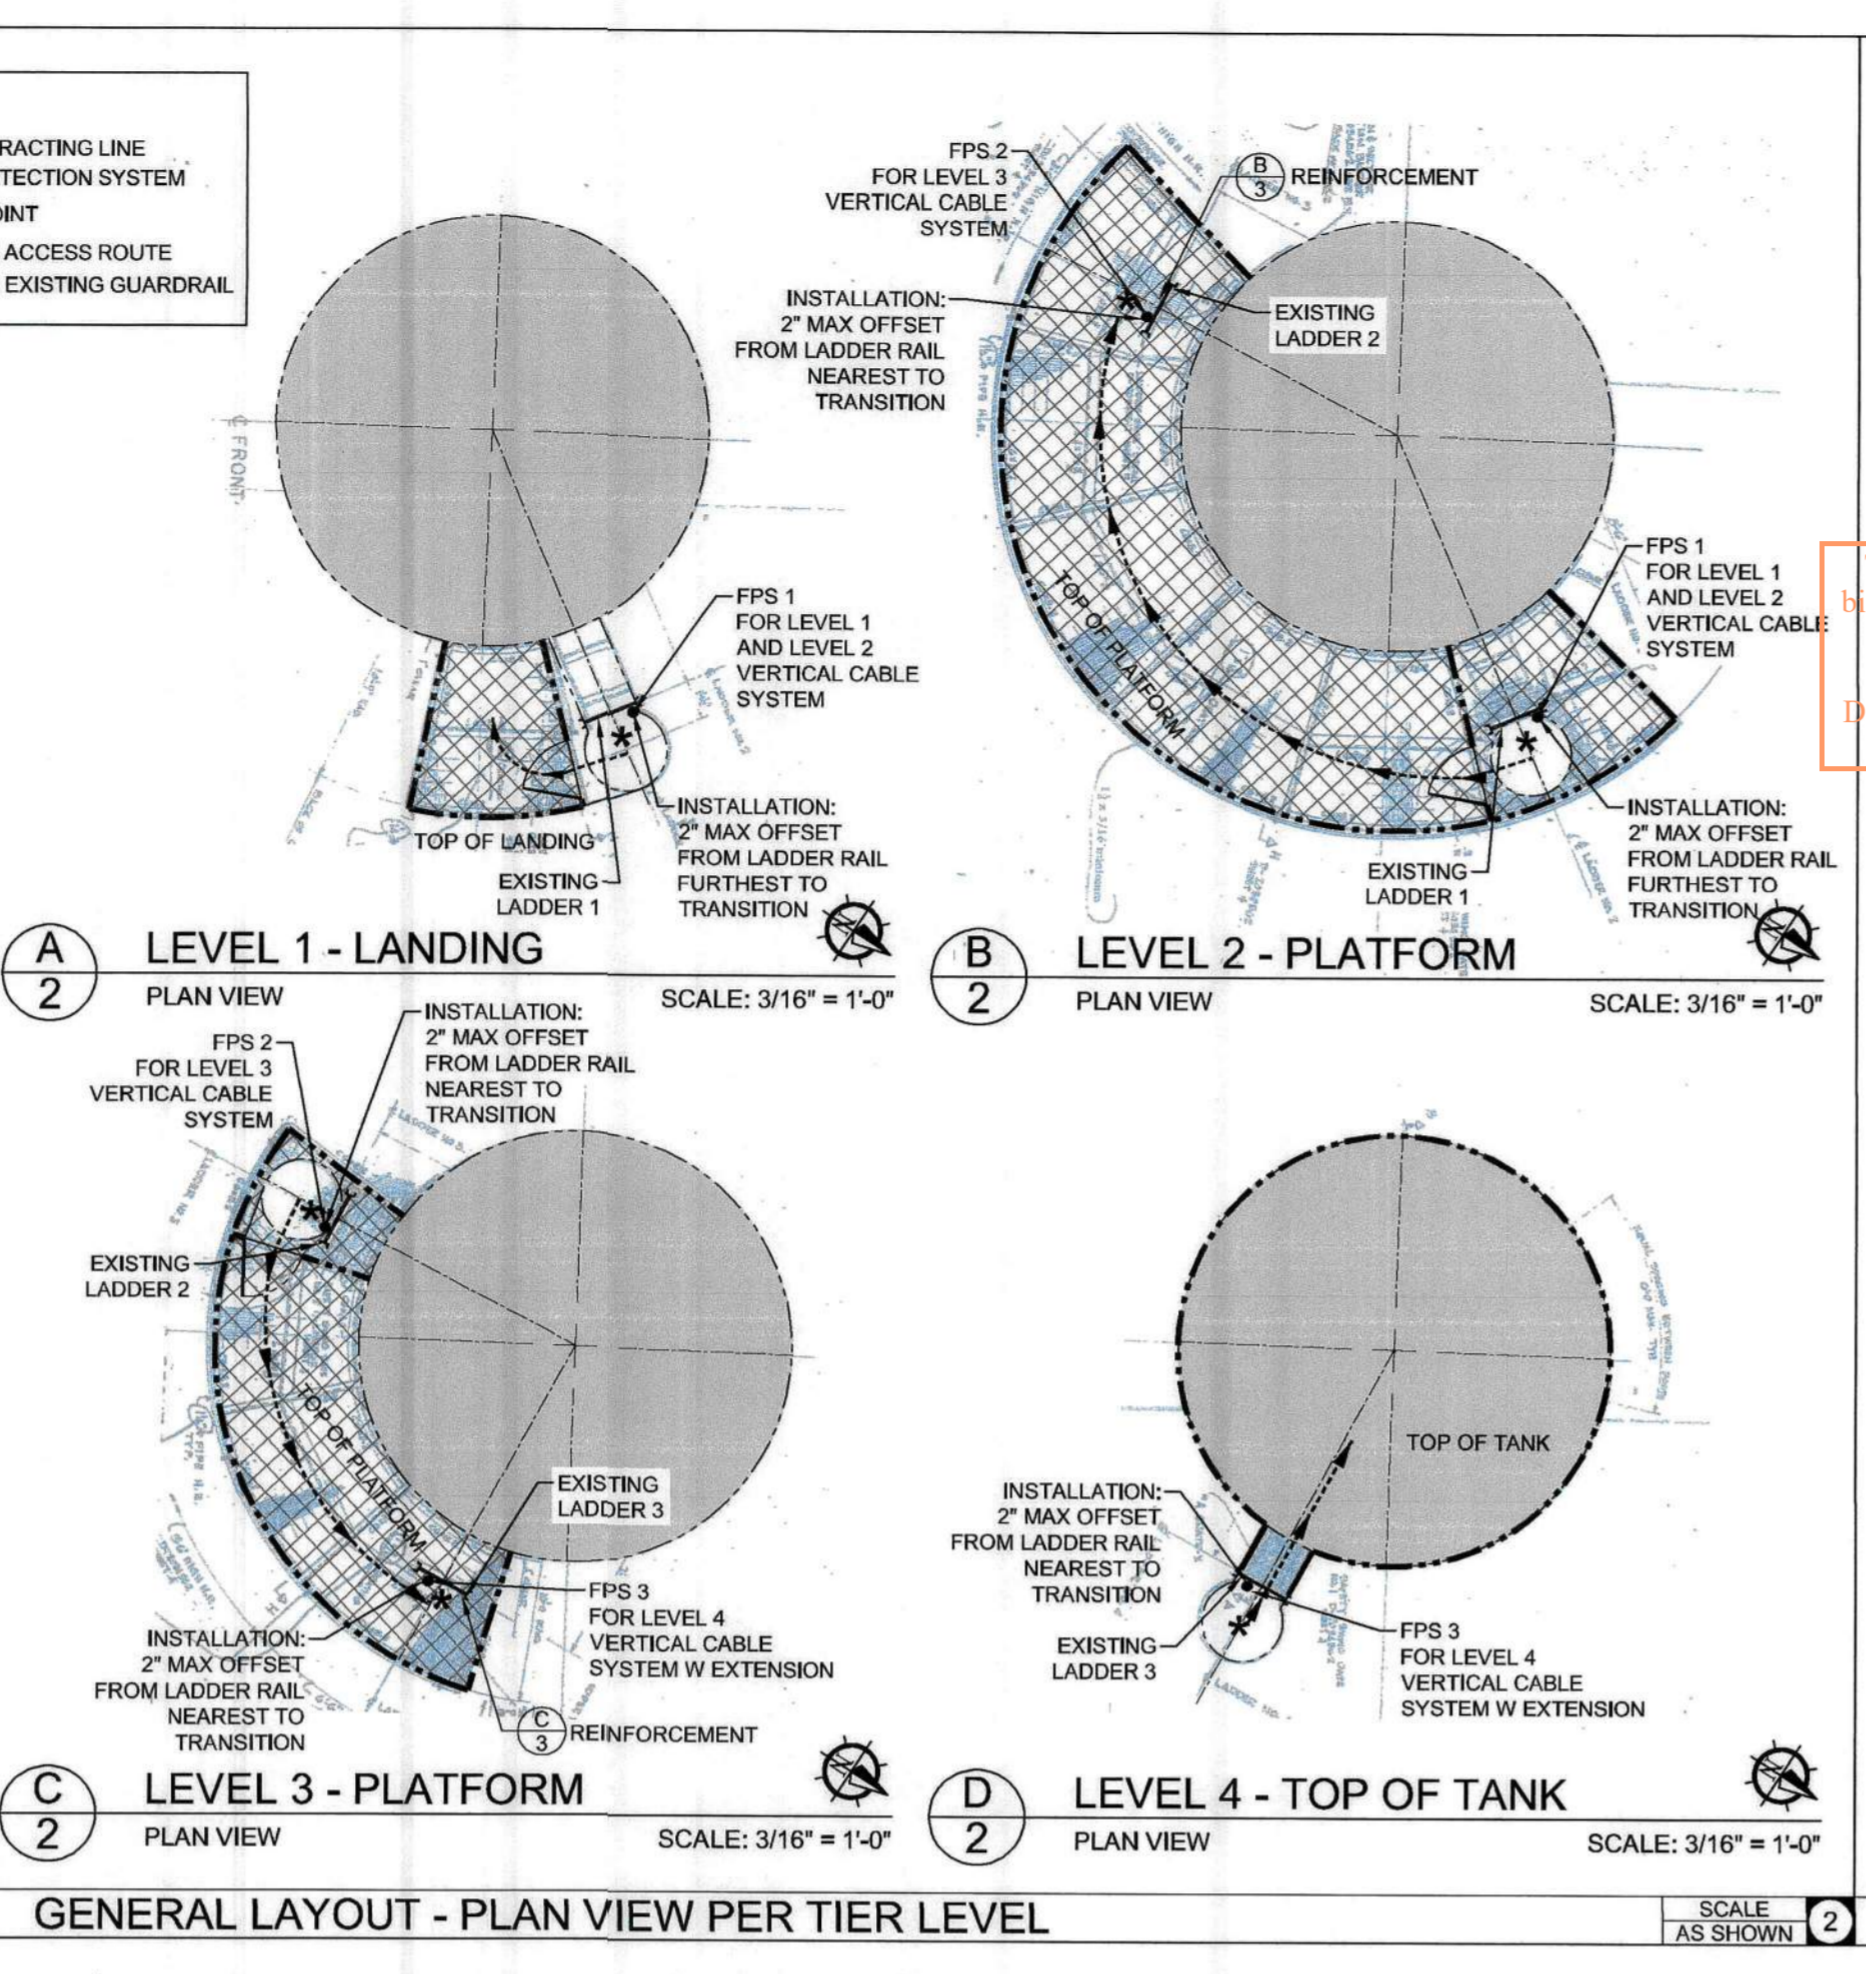 RACTING LINE
TECTION SYSTEM
OINT
ACCESS ROUTE
EXISTING GUARDRAIL
℄ FRONT
FPS 1
FOR LEVEL 1
AND LEVEL 2
VERTICAL CABLE
SYSTEM
INSTALLATION:
2" MAX OFFSET
FROM LADDER RAIL
FURTHEST TO
TRANSITION
TOP OF LANDING
EXISTING
LADDER 1
A
2
LEVEL 1 - LANDING
PLAN VIEW
SCALE: 3/16" = 1'-0"
FPS 2
FOR LEVEL 3
VERTICAL CABLE
SYSTEM
B
3
REINFORCEMENT
INSTALLATION:
2" MAX OFFSET
FROM LADDER RAIL
NEAREST TO
TRANSITION
EXISTING
LADDER 2
TOP OF PLATFORM
FPS 1
FOR LEVEL 1
AND LEVEL 2
VERTICAL CABLE
SYSTEM
bi
D
INSTALLATION:
2" MAX OFFSET
FROM LADDER RAIL
FURTHEST TO
TRANSITION
EXISTING
LADDER 1
B
2
LEVEL 2 - PLATFORM
PLAN VIEW
SCALE: 3/16" = 1'-0"
INSTALLATION:
2" MAX OFFSET
FROM LADDER RAIL
NEAREST TO
TRANSITION
FPS 2
FOR LEVEL 3
VERTICAL CABLE
SYSTEM
EXISTING
LADDER 2
TOP OF PLATFORM
EXISTING
LADDER 3
FPS 3
FOR LEVEL 4
VERTICAL CABLE
SYSTEM W EXTENSION
INSTALLATION:
2" MAX OFFSET
FROM LADDER RAIL
NEAREST TO
TRANSITION
C
3
REINFORCEMENT
C
2
LEVEL 3 - PLATFORM
PLAN VIEW
SCALE: 3/16" = 1'-0"
TOP OF TANK
INSTALLATION:
2" MAX OFFSET
FROM LADDER RAIL
NEAREST TO
TRANSITION
EXISTING
LADDER 3
FPS 3
FOR LEVEL 4
VERTICAL CABLE
SYSTEM W EXTENSION
D
2
LEVEL 4 - TOP OF TANK
PLAN VIEW
SCALE: 3/16" = 1'-0"
GENERAL LAYOUT - PLAN VIEW PER TIER LEVEL
SCALE
AS SHOWN
2